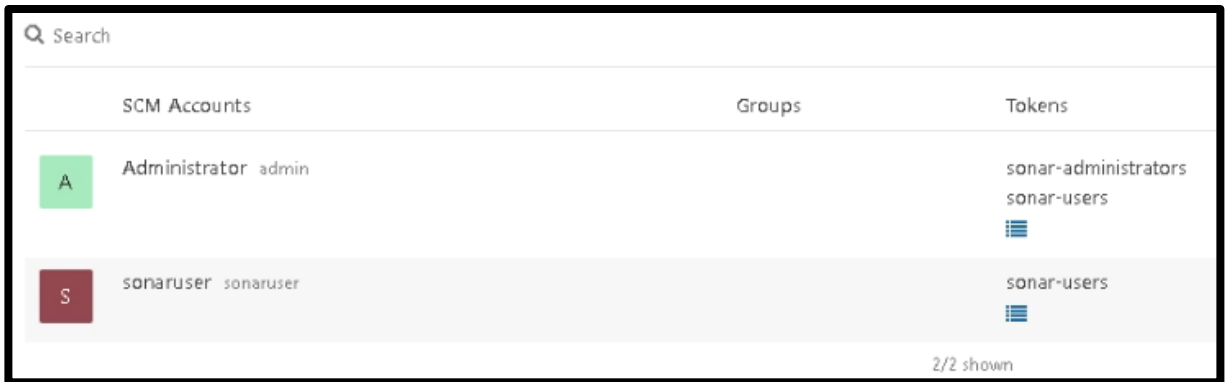 Search
SCM Accounts Groups Tokens
A Administrator admin sonar-administrators
sonar-users
S sonaruser sonaruser sonar-users
2/2 shown